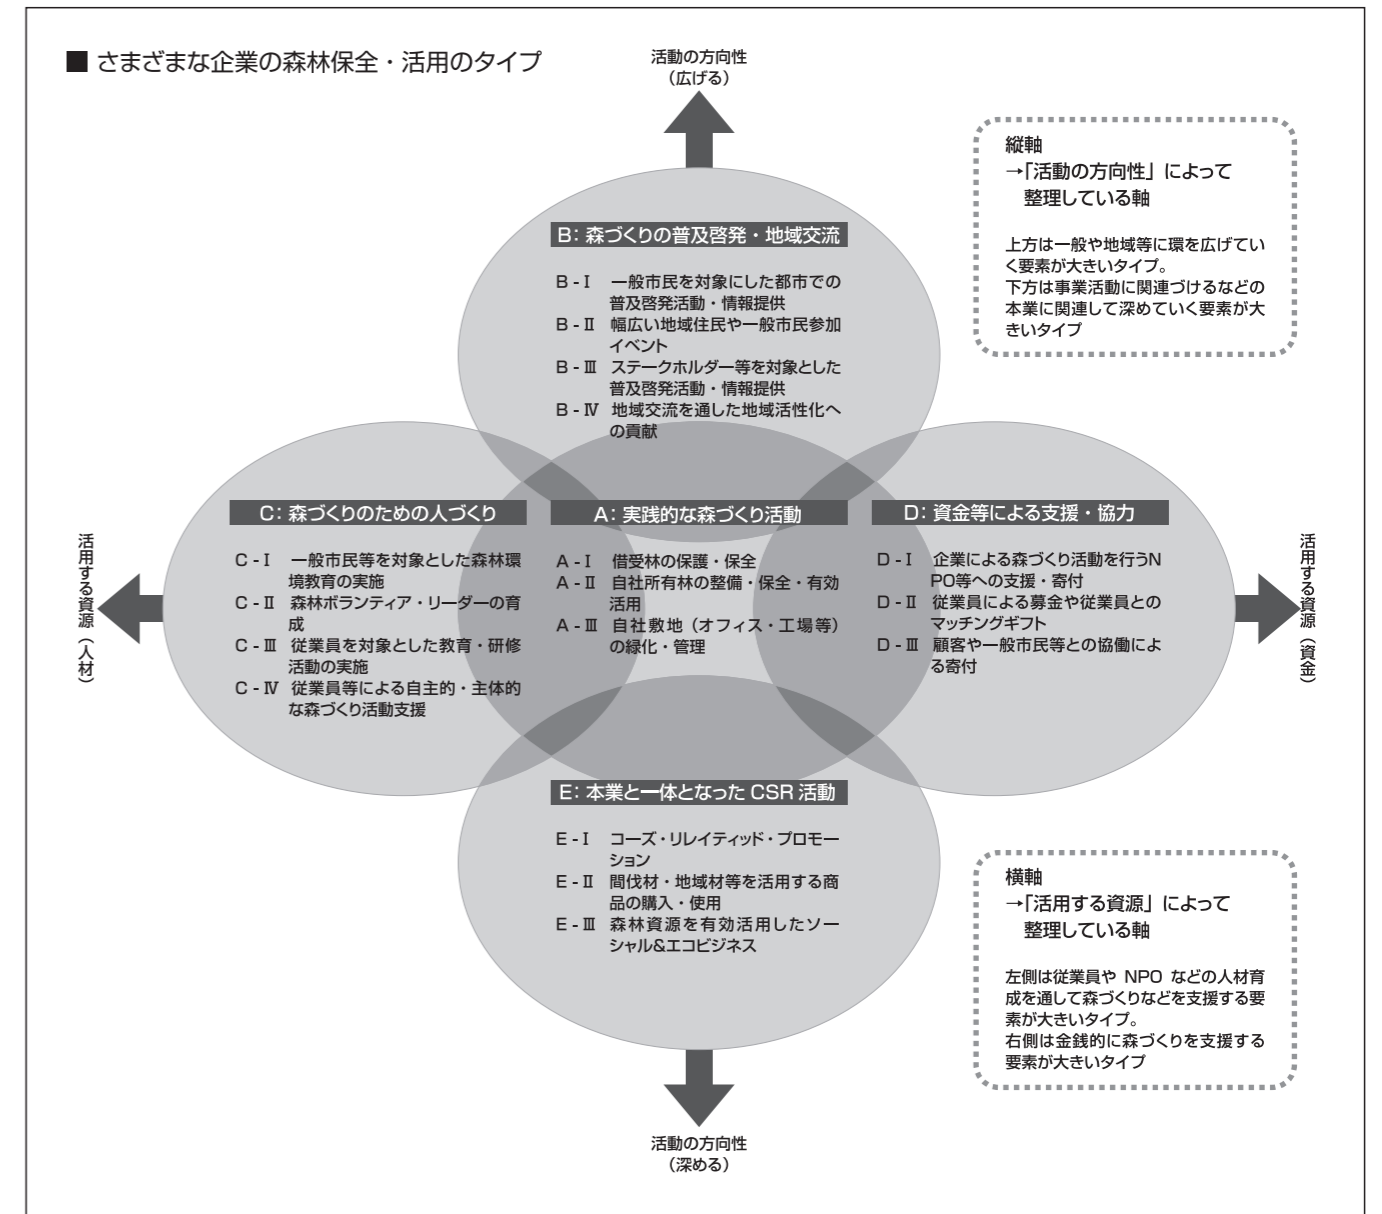 ■ さまざまな企業の森林保全・活用のタイプ
活動の方向性
（広げる）
縦軸
→「活動の方向性」によって
整理している軸
上方は一般や地域等に環を広げてい
く要素が大きいタイプ。
下方は事業活動に関連づけるなどの
本業に関連して深めていく要素が大
きいタイプ
B：森づくりの普及啓発・地域交流
B - Ⅰ 一般市民を対象にした都市での
普及啓発活動・情報提供
B - Ⅱ 幅広い地域住民や一般市民参加
イベント
B - Ⅲ ステークホルダー等を対象とした
普及啓発活動・情報提供
B - Ⅳ 地域交流を通した地域活性化へ
の貢献
活用する資源（人材）
C：森づくりのための人づくり
C - Ⅰ 一般市民等を対象とした森林環
境教育の実施
C - Ⅱ 森林ボランティア・リーダーの育
成
C - Ⅲ 従業員を対象とした教育・研修
活動の実施
C - Ⅳ 従業員等による自主的・主体的
な森づくり活動支援
A：実践的な森づくり活動
A - Ⅰ 借受林の保護・保全
A - Ⅱ 自社所有林の整備・保全・有効
活用
A - Ⅲ 自社敷地（オフィス・工場等）
の緑化・管理
D：資金等による支援・協力
D - Ⅰ 企業による森づくり活動を行うN
PO等への支援・寄付
D - Ⅱ 従業員による募金や従業員との
マッチングギフト
D - Ⅲ 顧客や一般市民等との協働によ
る寄付
活用する資源（資金）
E：本業と一体となった CSR 活動
E - Ⅰ コーズ・リレイティッド・プロモー
ション
E - Ⅱ 間伐材・地域材等を活用する商
品の購入・使用
E - Ⅲ 森林資源を有効活用したソー
シャル&エコビジネス
横軸
→「活用する資源」によって
整理している軸
左側は従業員や NPO などの人材育
成を通して森づくりなどを支援する要
素が大きいタイプ。
右側は金銭的に森づくりを支援する
要素が大きいタイプ
活動の方向性
（深める）